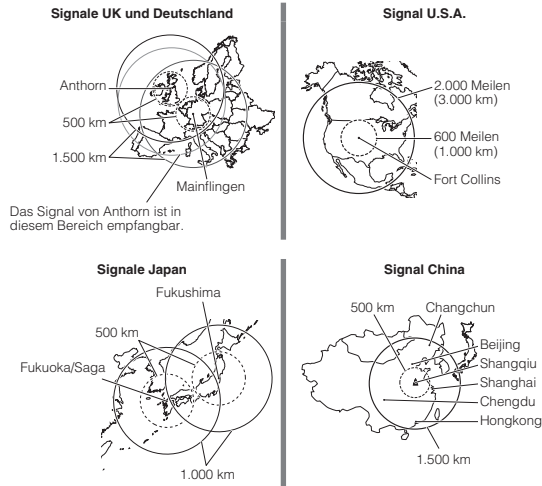 Signale UK und Deutschland
Anthorn
500 km
1.500 km
Mainflingen
Das Signal von Anthorn ist in
diesem Bereich empfangbar.
Signal U.S.A.
2.000 Meilen
(3.000 km)
600 Meilen
(1.000 km)
Fort Collins
Signale Japan
Fukushima
500 km
Fukuoka/Saga
1.000 km
Signal China
500 km
Changchun
Beijing
Shangqiu
Shanghai
Chengdu
Hongkong
1.500 km